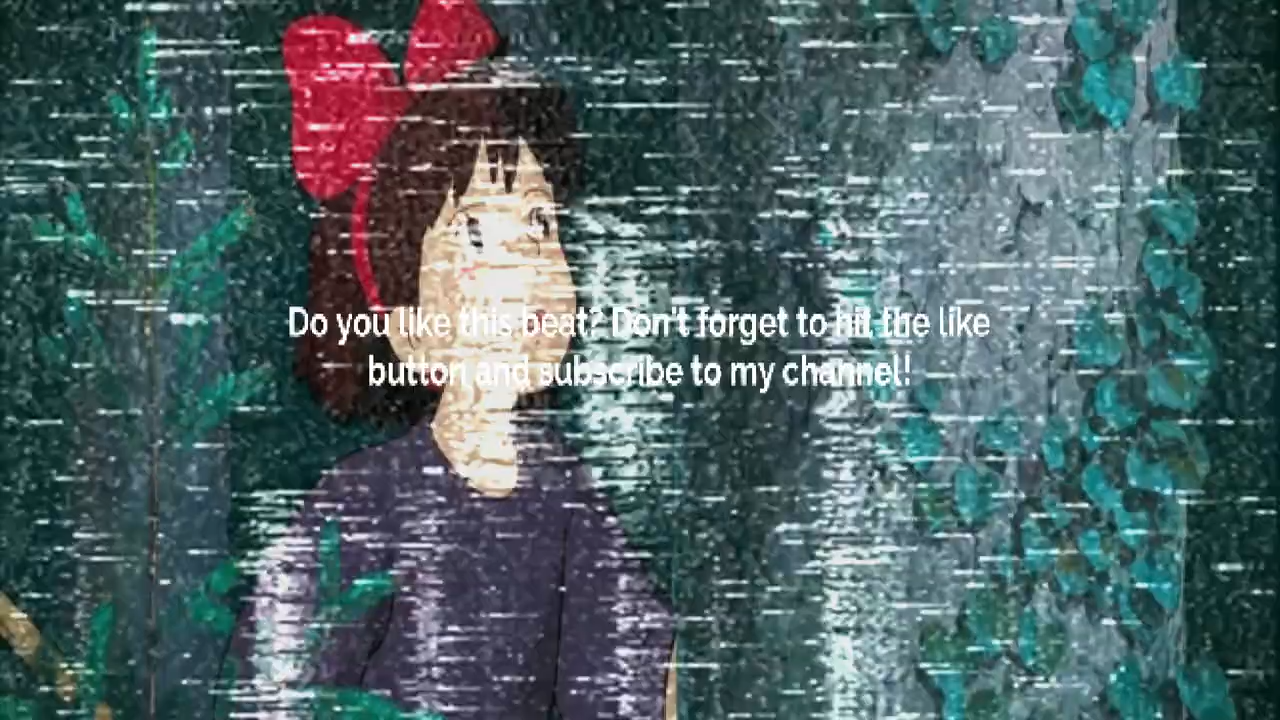 Do you like this beat? Don't forget to hit the like
button and subscribe to my channel!